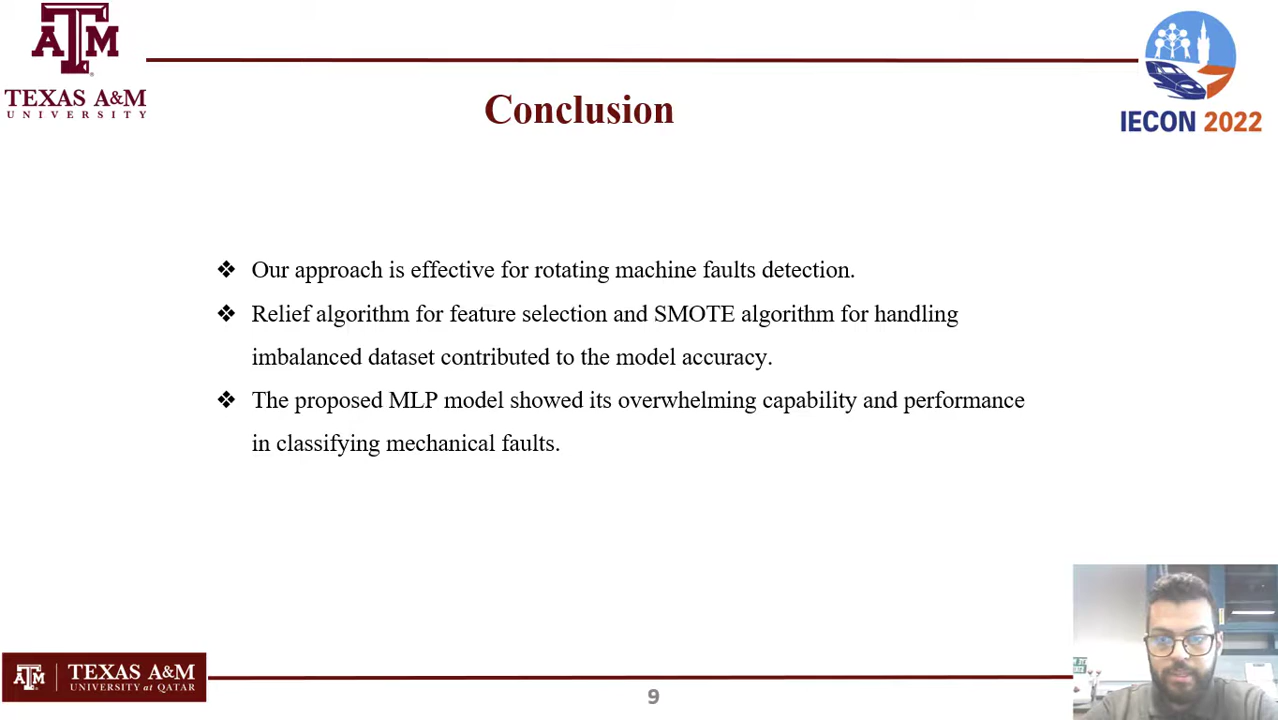 ATM
TEXAS A&M
UNIVERSITY
IECON 2022
Conclusion
❖ Our approach is effective for rotating machine faults detection.
❖ Relief algorithm for feature selection and SMOTE algorithm for handling
imbalanced dataset contributed to the model accuracy.
❖ The proposed MLP model showed its overwhelming capability and performance
in classifying mechanical faults.
ATM
TEXAS A&M
UNIVERSITY at QATAR
9